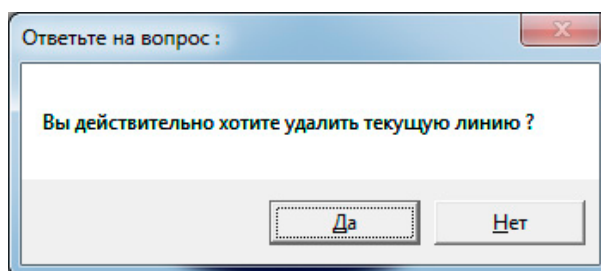 Ответьте на вопрос :
Вы действительно хотите удалить текущую линию ?
Да
Нет